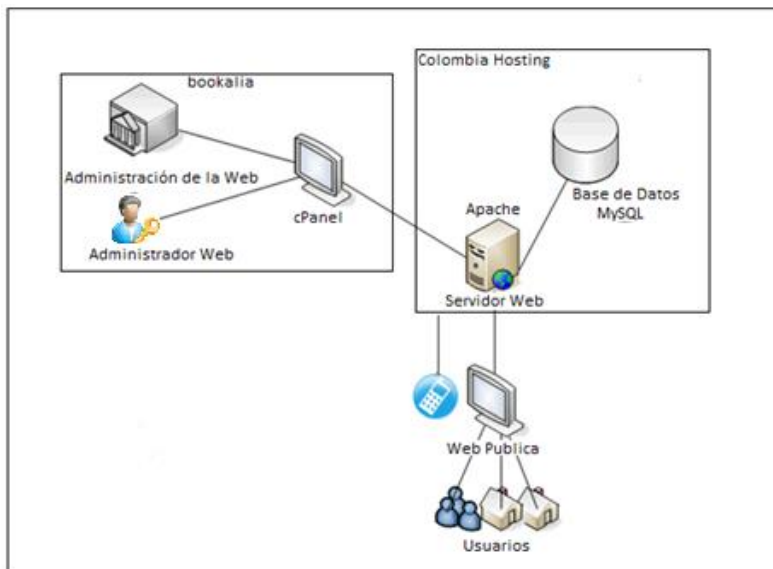 bookalia
Administración de la Web
Administrador Web
cPanel
Colombia Hosting
Base de Datos
MySQL
Apache
Servidor Web
Web Publica
Usuarios